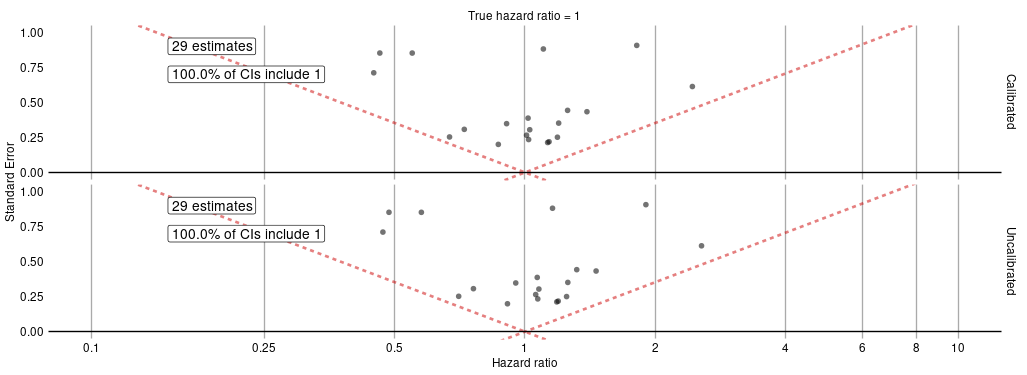 True hazard ratio = 1
1.00
29 estimates
0.75
100.0% of CIs include 1
0.50
0.25
0.00
Calibrated
Standard Error
1.00
29 estimates
0.75
100.0% of CIs include 1
0.50
0.25
0.00
Uncalibrated
0.1 0.25 0.5 1 2 4 6 8 10
Hazard ratio